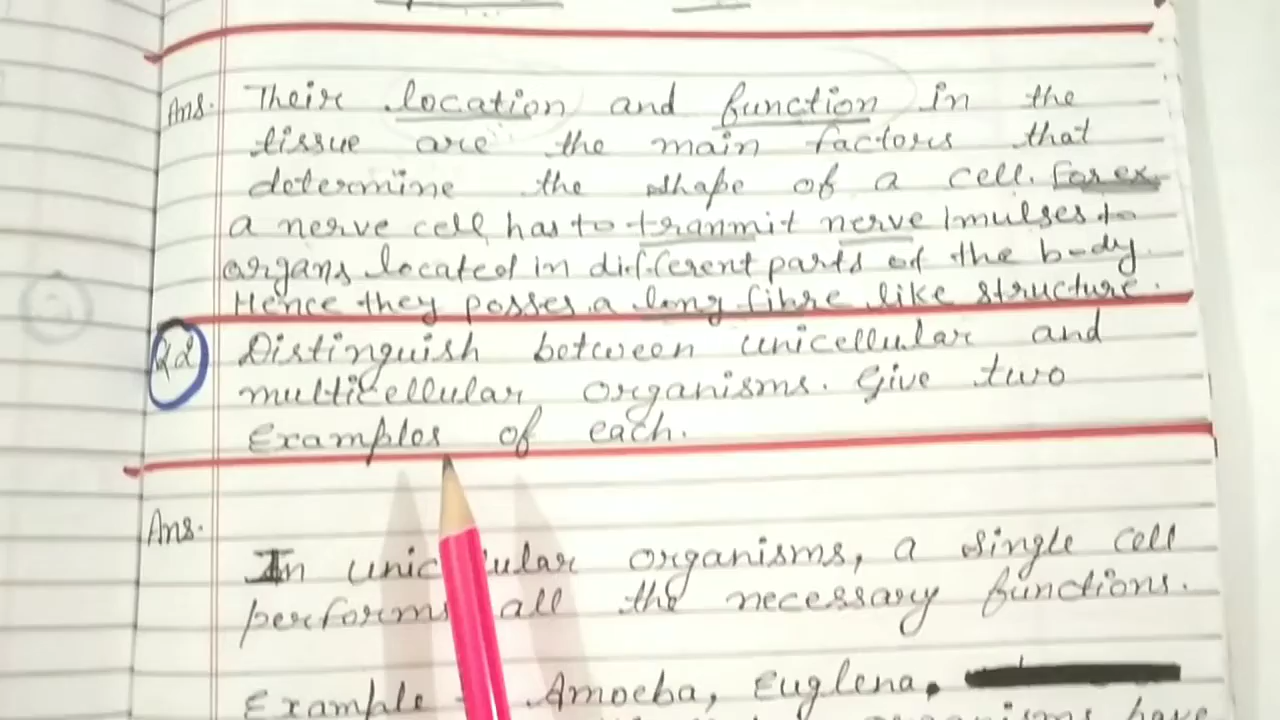 Ans. Their location and function in the
tissue are the main factors that
determine the shape of a cell. For ex
a nerve cell has to tranmit nerve Imulses to
organs located in different parts of the body.
Hence they posses a long fibre like structure.
Q2 Distinguish between unicellular and
multicellular organisms. Give two
Examples of each.
Ans.
In unic ular organisms, a single cell
performs all the necessary functions.
Example - Amoeba, Euglena.
organisms have